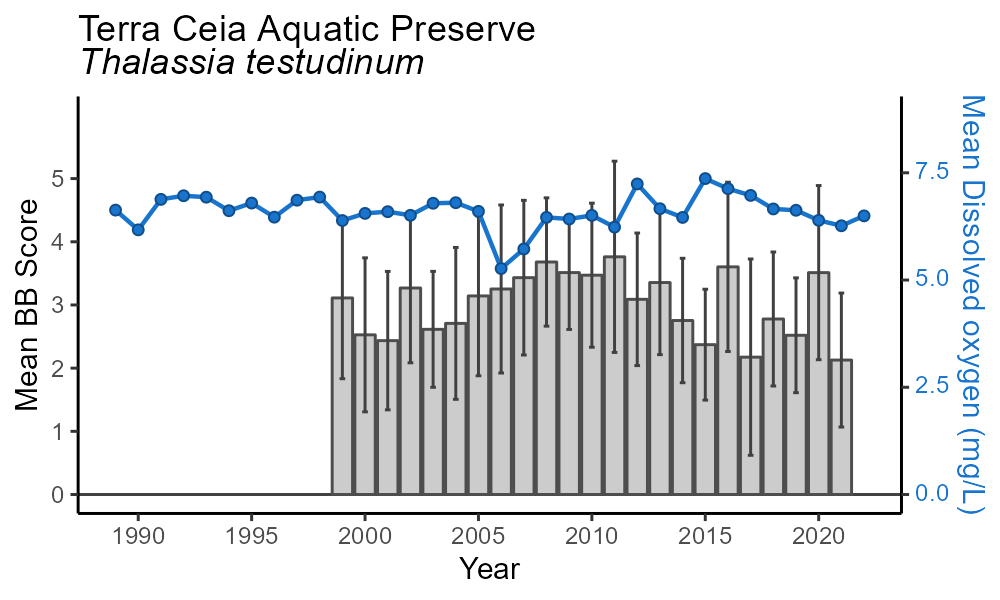 Terra Ceia Aquatic Preserve
Thalassia testudinum
Mean BB Score
5
4
3
2
1
0
7.5
5.0
2.5
0.0
Mean Dissolved oxygen (mg/L)
1990 1995 2000 2005 2010 2015 2020
Year